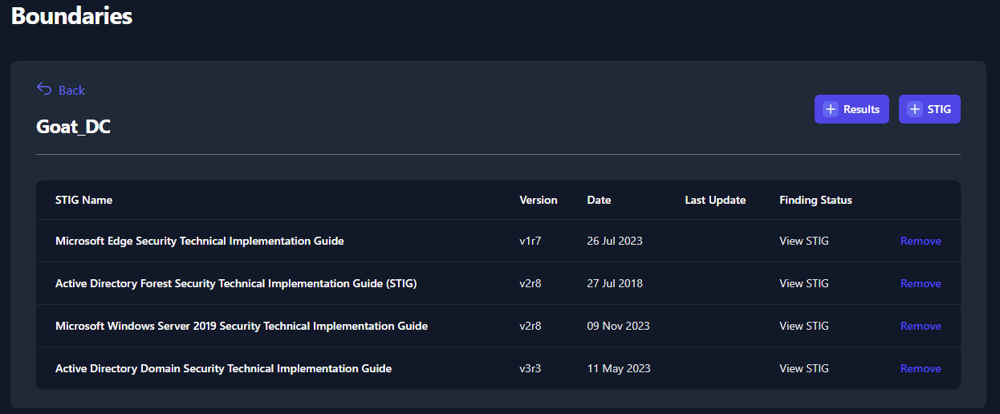 Boundaries
Back
Goat_DC
Results
STIG
STIG Name Version Date Last Update Finding Status
Microsoft Edge Security Technical Implementation Guide v1r7 26 Jul 2023 View STIG Remove
Active Directory Forest Security Technical Implementation Guide (STIG) v2r8 27 Jul 2018 View STIG Remove
Microsoft Windows Server 2019 Security Technical Implementation Guide v2r8 09 Nov 2023 View STIG Remove
Active Directory Domain Security Technical Implementation Guide v3r3 11 May 2023 View STIG Remove